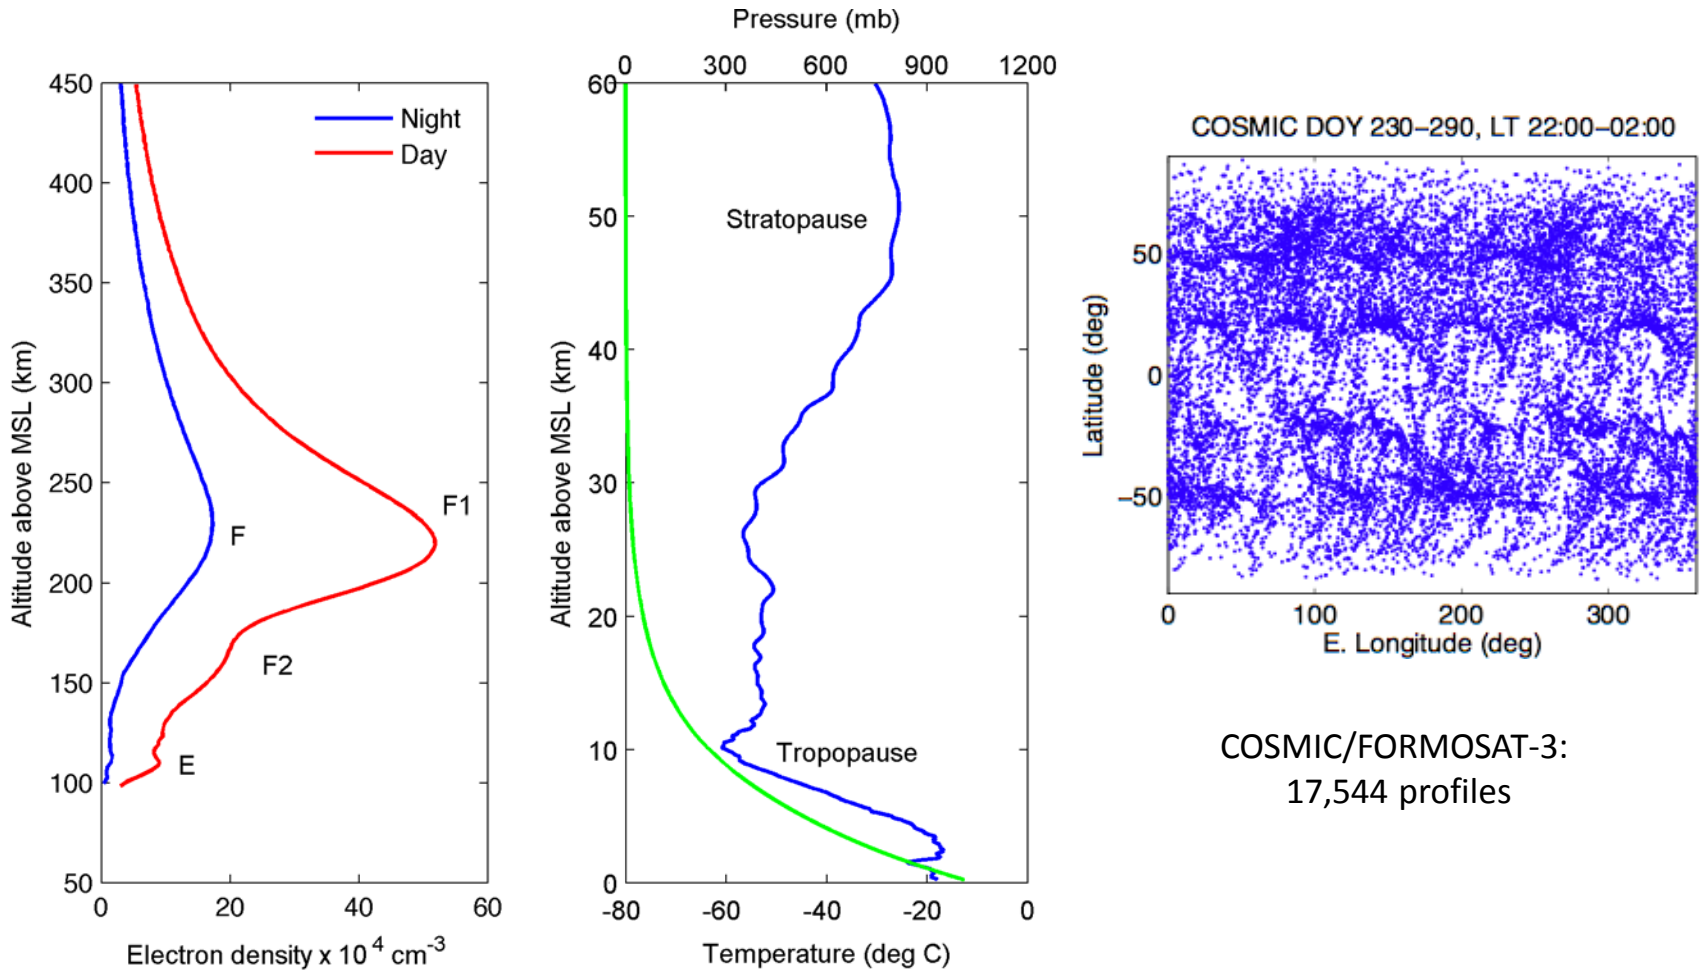 450
400
350
300
250
200
150
100
50
0
20
40
60
Altitude above MSL (km)
Electron density x 10⁴ cm⁻³
Night
Day
F1
F
F2
E
Pressure (mb)
0
300
600
900
1200
60
50
40
30
20
10
0
-80
-60
-40
-20
0
Altitude above MSL (km)
Temperature (deg C)
Stratopause
Tropopause
COSMIC DOY 230–290, LT 22:00–02:00
50
0
–50
0
100
200
300
Latitude (deg)
E. Longitude (deg)
COSMIC/FORMOSAT-3:
17,544 profiles